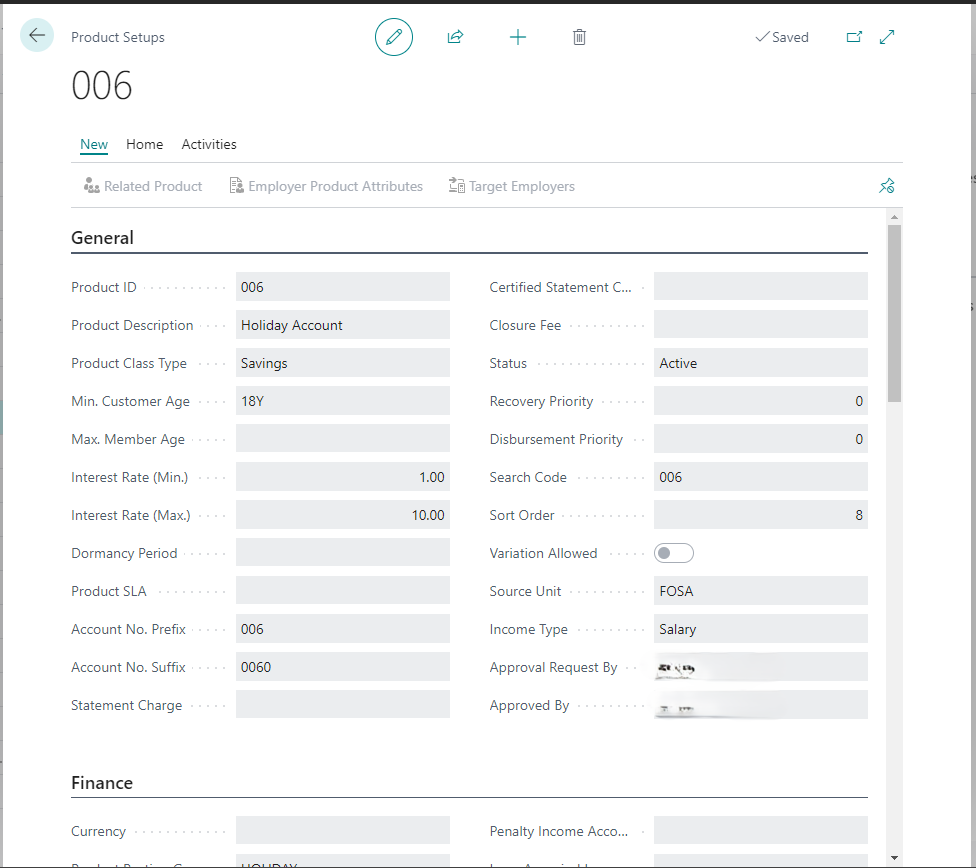 Product Setups
Saved
006
New Home Activities
Related Product Employer Product Attributes Target Employers
General
Product ID 006
Product Description Holiday Account
Product Class Type Savings
Min. Customer Age 18Y
Max. Member Age
Interest Rate (Min.) 1.00
Interest Rate (Max.) 10.00
Dormancy Period
Product SLA
Account No. Prefix 006
Account No. Suffix 0060
Statement Charge
Certified Statement C...
Closure Fee
Status Active
Recovery Priority 0
Disbursement Priority 0
Search Code 006
Sort Order 8
Variation Allowed
Source Unit FOSA
Income Type Salary
Approval Request By
Approved By
Finance
Currency
Penalty Income Acco...
HOLIDAY